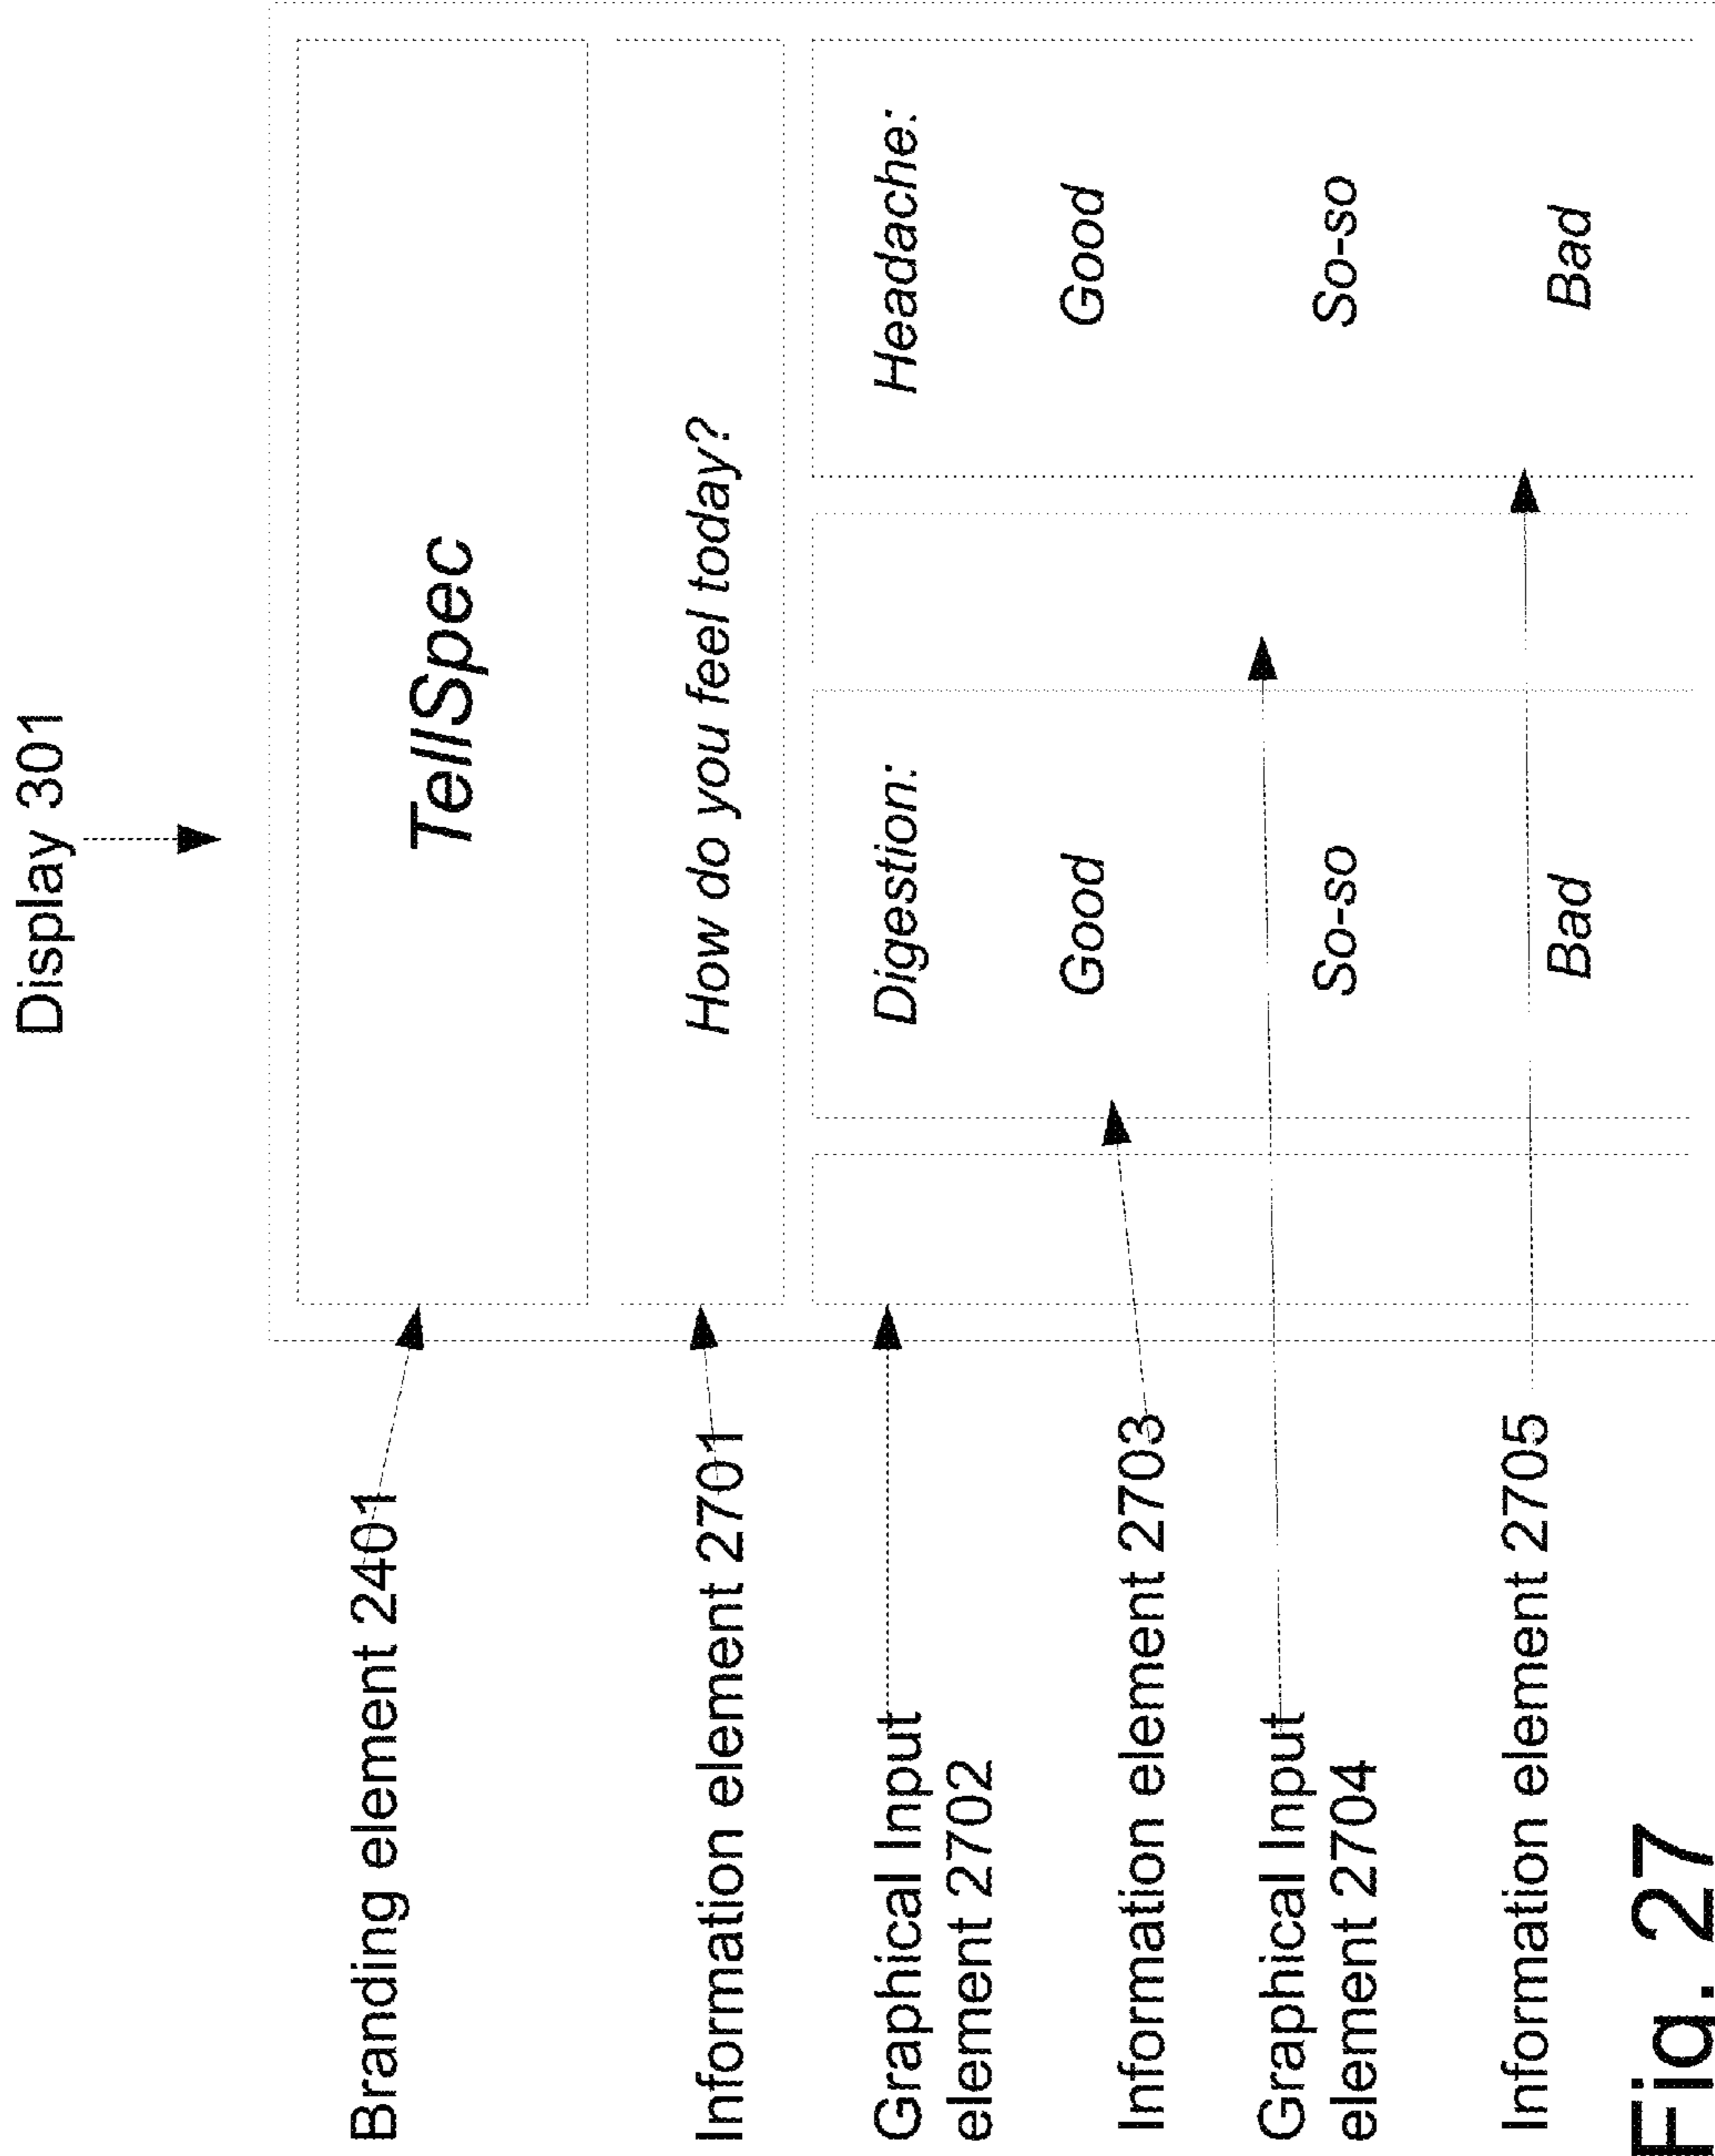 Display 301
Branding element 2401
TellSpec
Information element 2701
How do you feel today?
Graphical Input
element 2702
Digestion:
Headache:
Good
Good
Information element 2703
Graphical Input
element 2704
So-so
So-so
Information element 2705
Bad
Bad
Fig. 27